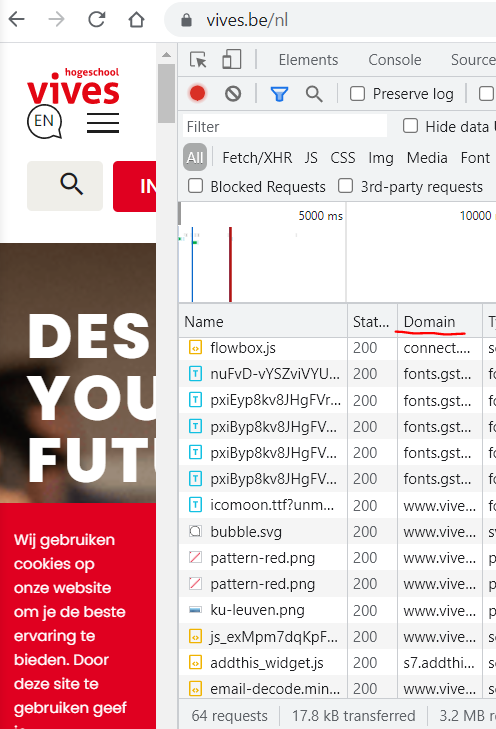 vives.be/nl
hogeschool
vives
EN
IN
DES
YOU
FUTU
Wij gebruiken
cookies op
onze website
om je de beste
ervaring te
bieden. Door
deze site te
gebruiken geef
Elements Console Source
Preserve log
Filter Hide data U
All Fetch/XHR JS CSS Img Media Font
Blocked Requests 3rd-party requests
5000 ms 10000
Name Stat... Domain Ty
flowbox.js 200 connect....
nuFvD-vYSZviVYU... 200 fonts.gst...
pxiEyp8kv8JHgFVr... 200 fonts.gst...
pxiByp8kv8JHgFV... 200 fonts.gst...
pxiByp8kv8JHgFV... 200 fonts.gst...
pxiByp8kv8JHgFV... 200 fonts.gst...
icomoon.ttf?unm... 200 www.vive...
bubble.svg 200 www.vive...
pattern-red.png 200 www.vive...
pattern-red.png 200 www.vive...
ku-leuven.png 200 www.vive...
js_exMpm7dqKpF... 200 www.vive...
addthis_widget.js 200 s7.addthi...
email-decode.min... 200 www.vive...
64 requests 17.8 kB transferred 3.2 MB r